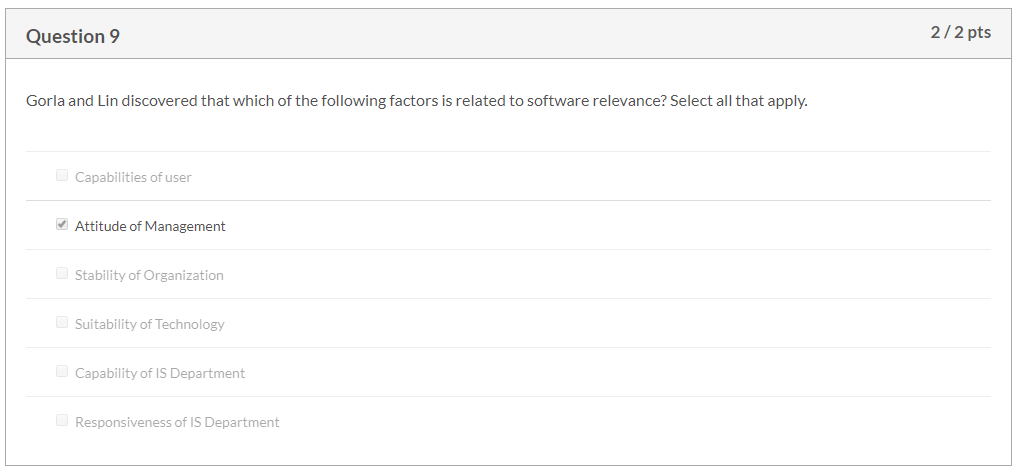 Question 9
2 / 2 pts
Gorla and Lin discovered that which of the following factors is related to software relevance? Select all that apply.
Capabilities of user
Attitude of Management
Stability of Organization
Suitability of Technology
Capability of IS Department
Responsiveness of IS Department